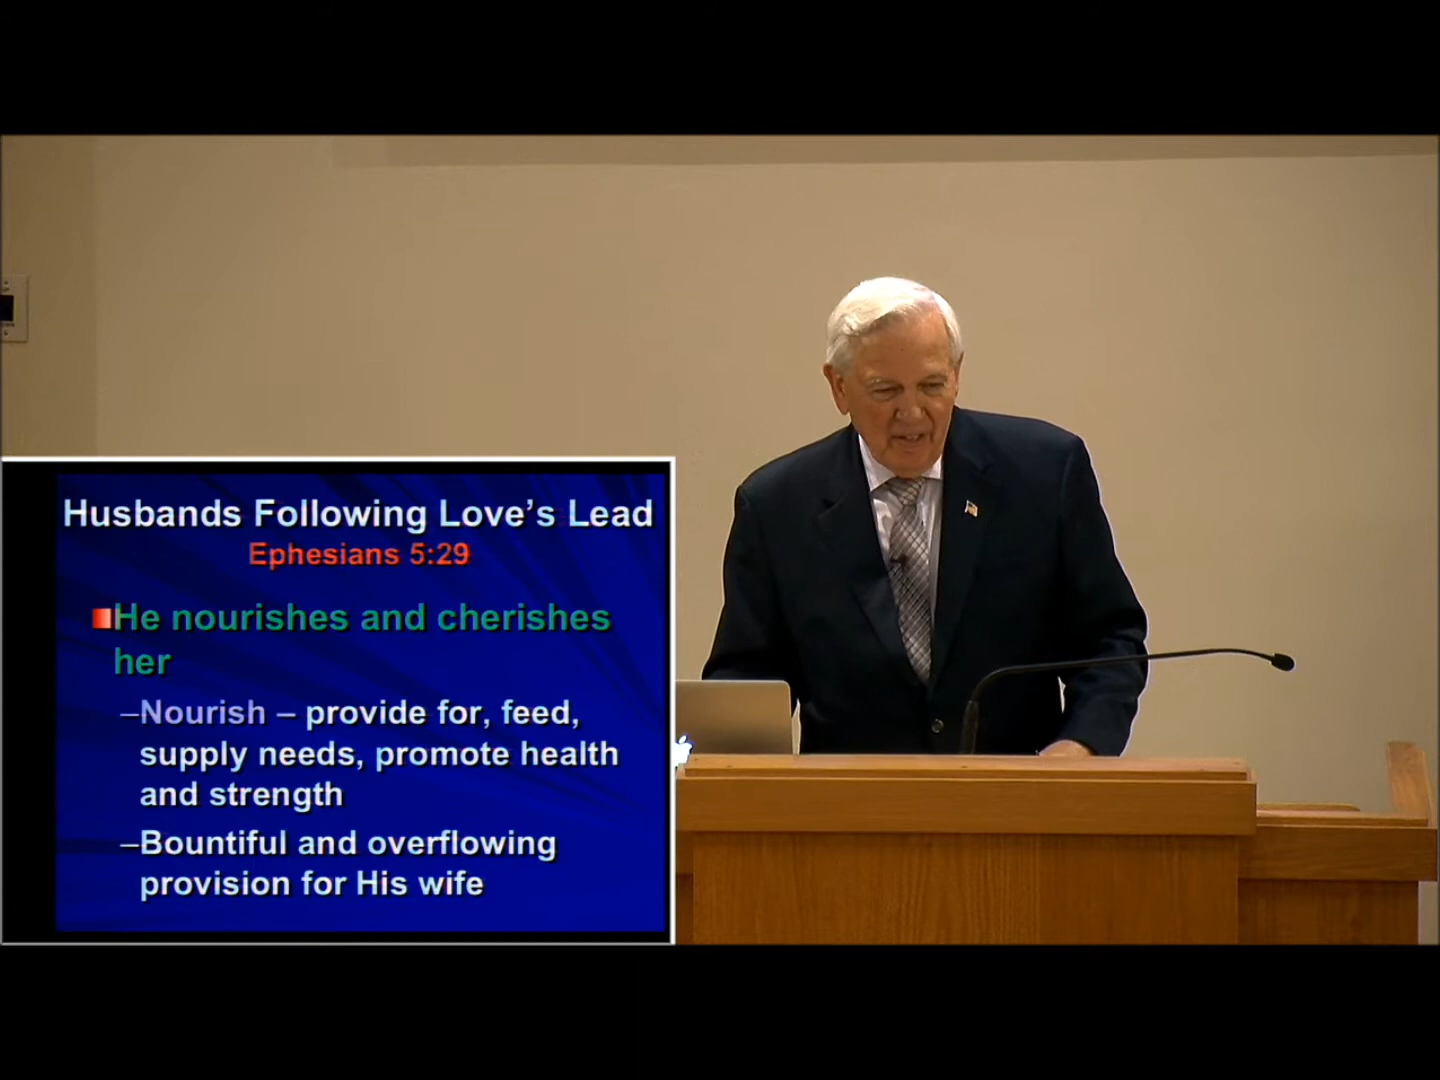 Husbands Following Love's Lead
Ephesians 5:29
He nourishes and cherishes
her
–Nourish – provide for, feed,
supply needs, promote health
and strength
–Bountiful and overflowing
provision for His wife